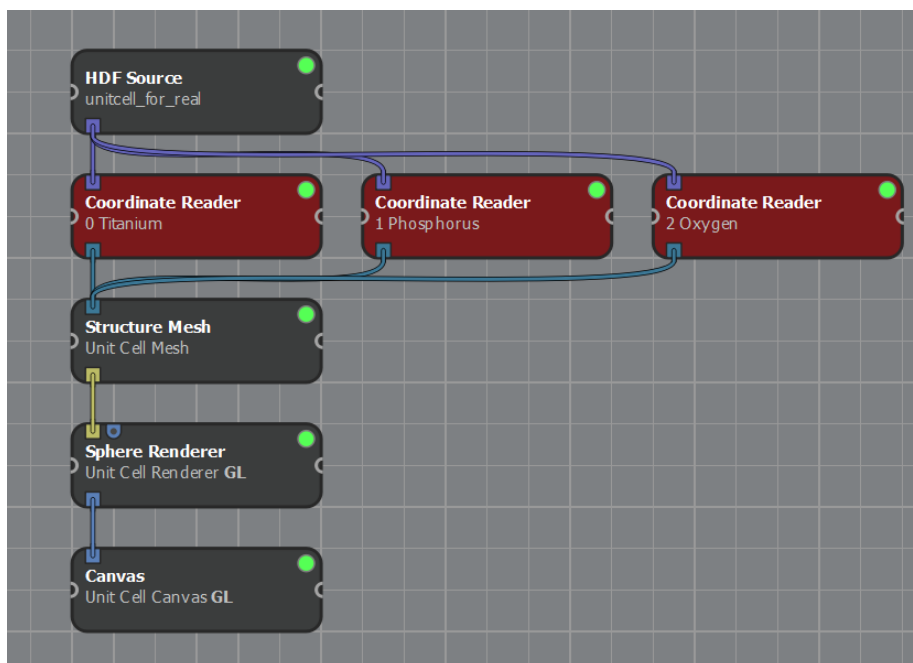 HDF Source
unitcell_for_real
Coordinate Reader
0 Titanium
Coordinate Reader
1 Phosphorus
Coordinate Reader
2 Oxygen
Structure Mesh
Unit Cell Mesh
Sphere Renderer
Unit Cell Renderer GL
Canvas
Unit Cell Canvas GL